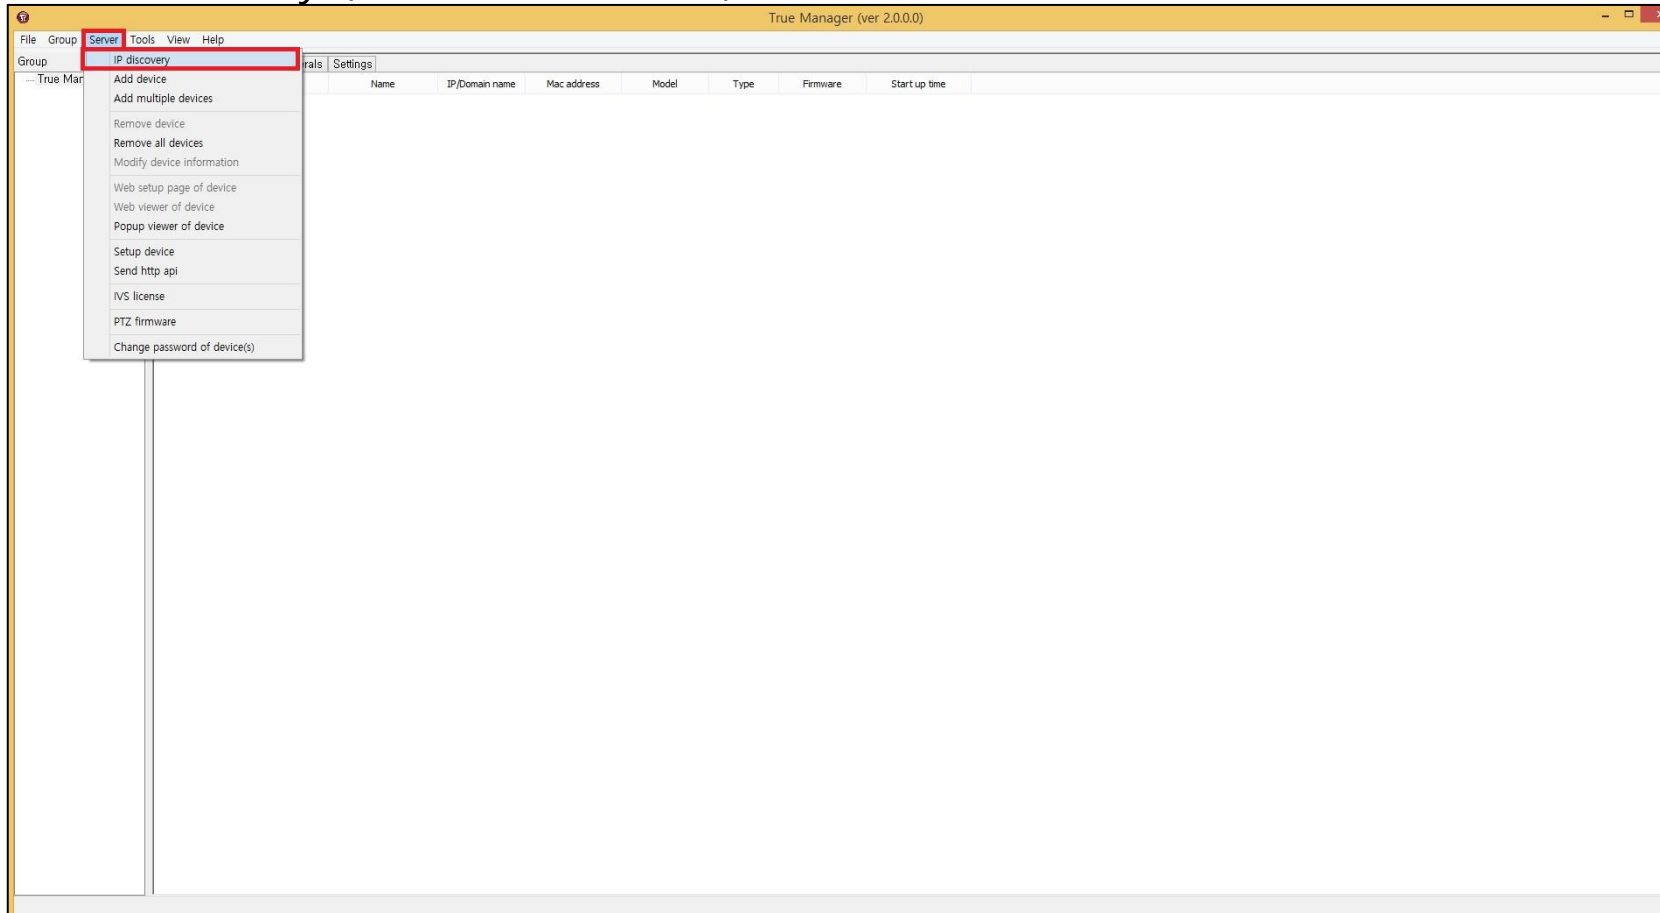 True Manager (ver 2.0.0.0)
File Group Server Tools View Help
Group
IP discovery
rals Settings
True Mar
Add device
Name IP/Domain name Mac address Model Type Firmware Start up time
Add multiple devices
Remove device
Remove all devices
Modify device information
Web setup page of device
Web viewer of device
Popup viewer of device
Setup device
Send http api
IVS license
PTZ firmware
Change password of device(s)